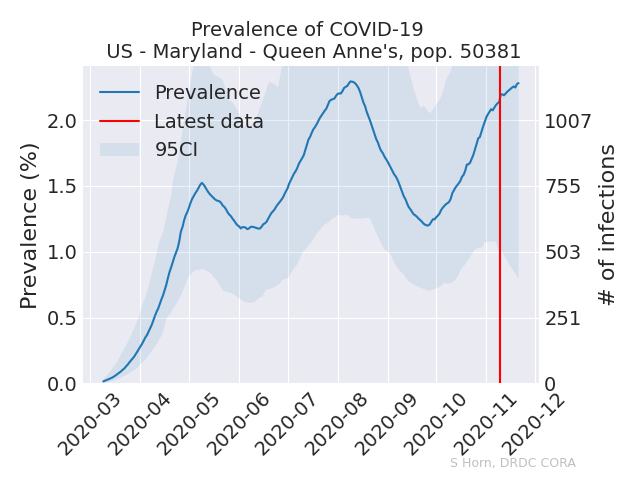 Prevalence of COVID-19
US - Maryland - Queen Anne's, pop. 50381
Prevalence
Latest data
95CI
Prevalence (%)
2.0
1.5
1.0
0.5
0.0
# of infections
1007
755
503
251
0
2020-03
2020-04
2020-05
2020-06
2020-07
2020-08
2020-09
2020-10
2020-11
2020-12
S Horn, DRDC CORA